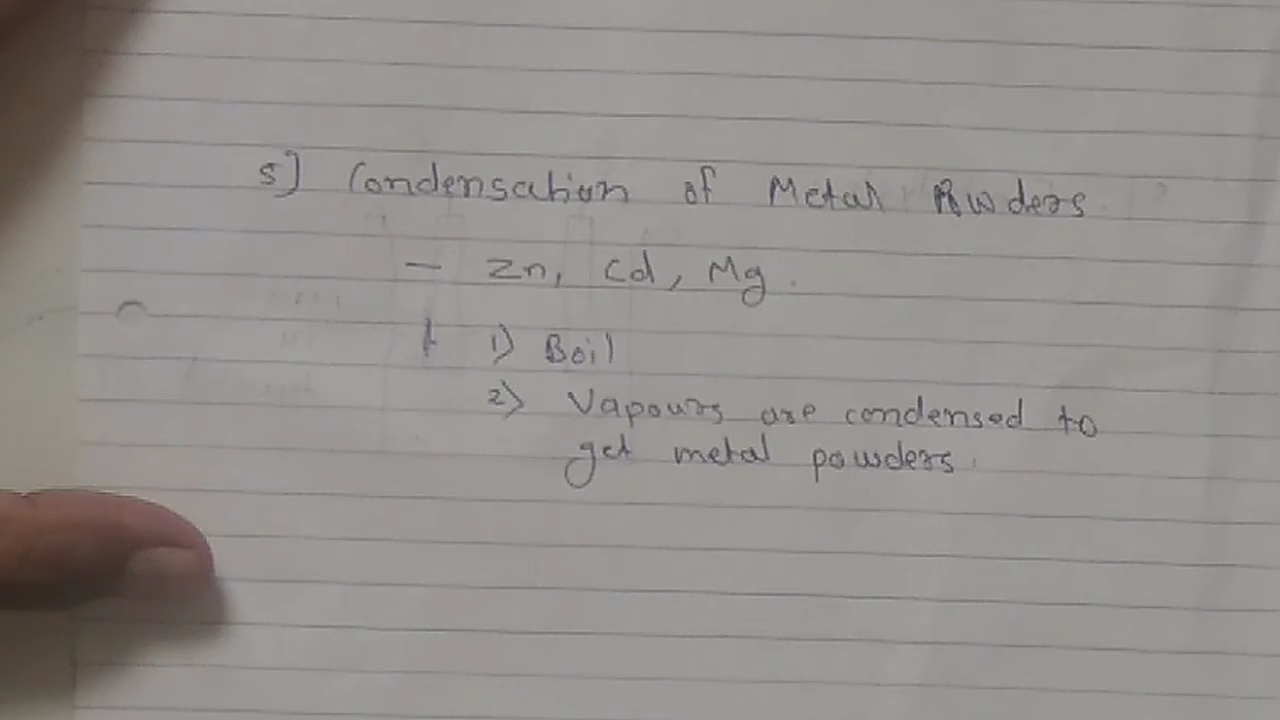 5] Condensation of Metal Powders
- Zn, Cd, Mg.
1) Boil
2) Vapours are condensed to
get metal powders.